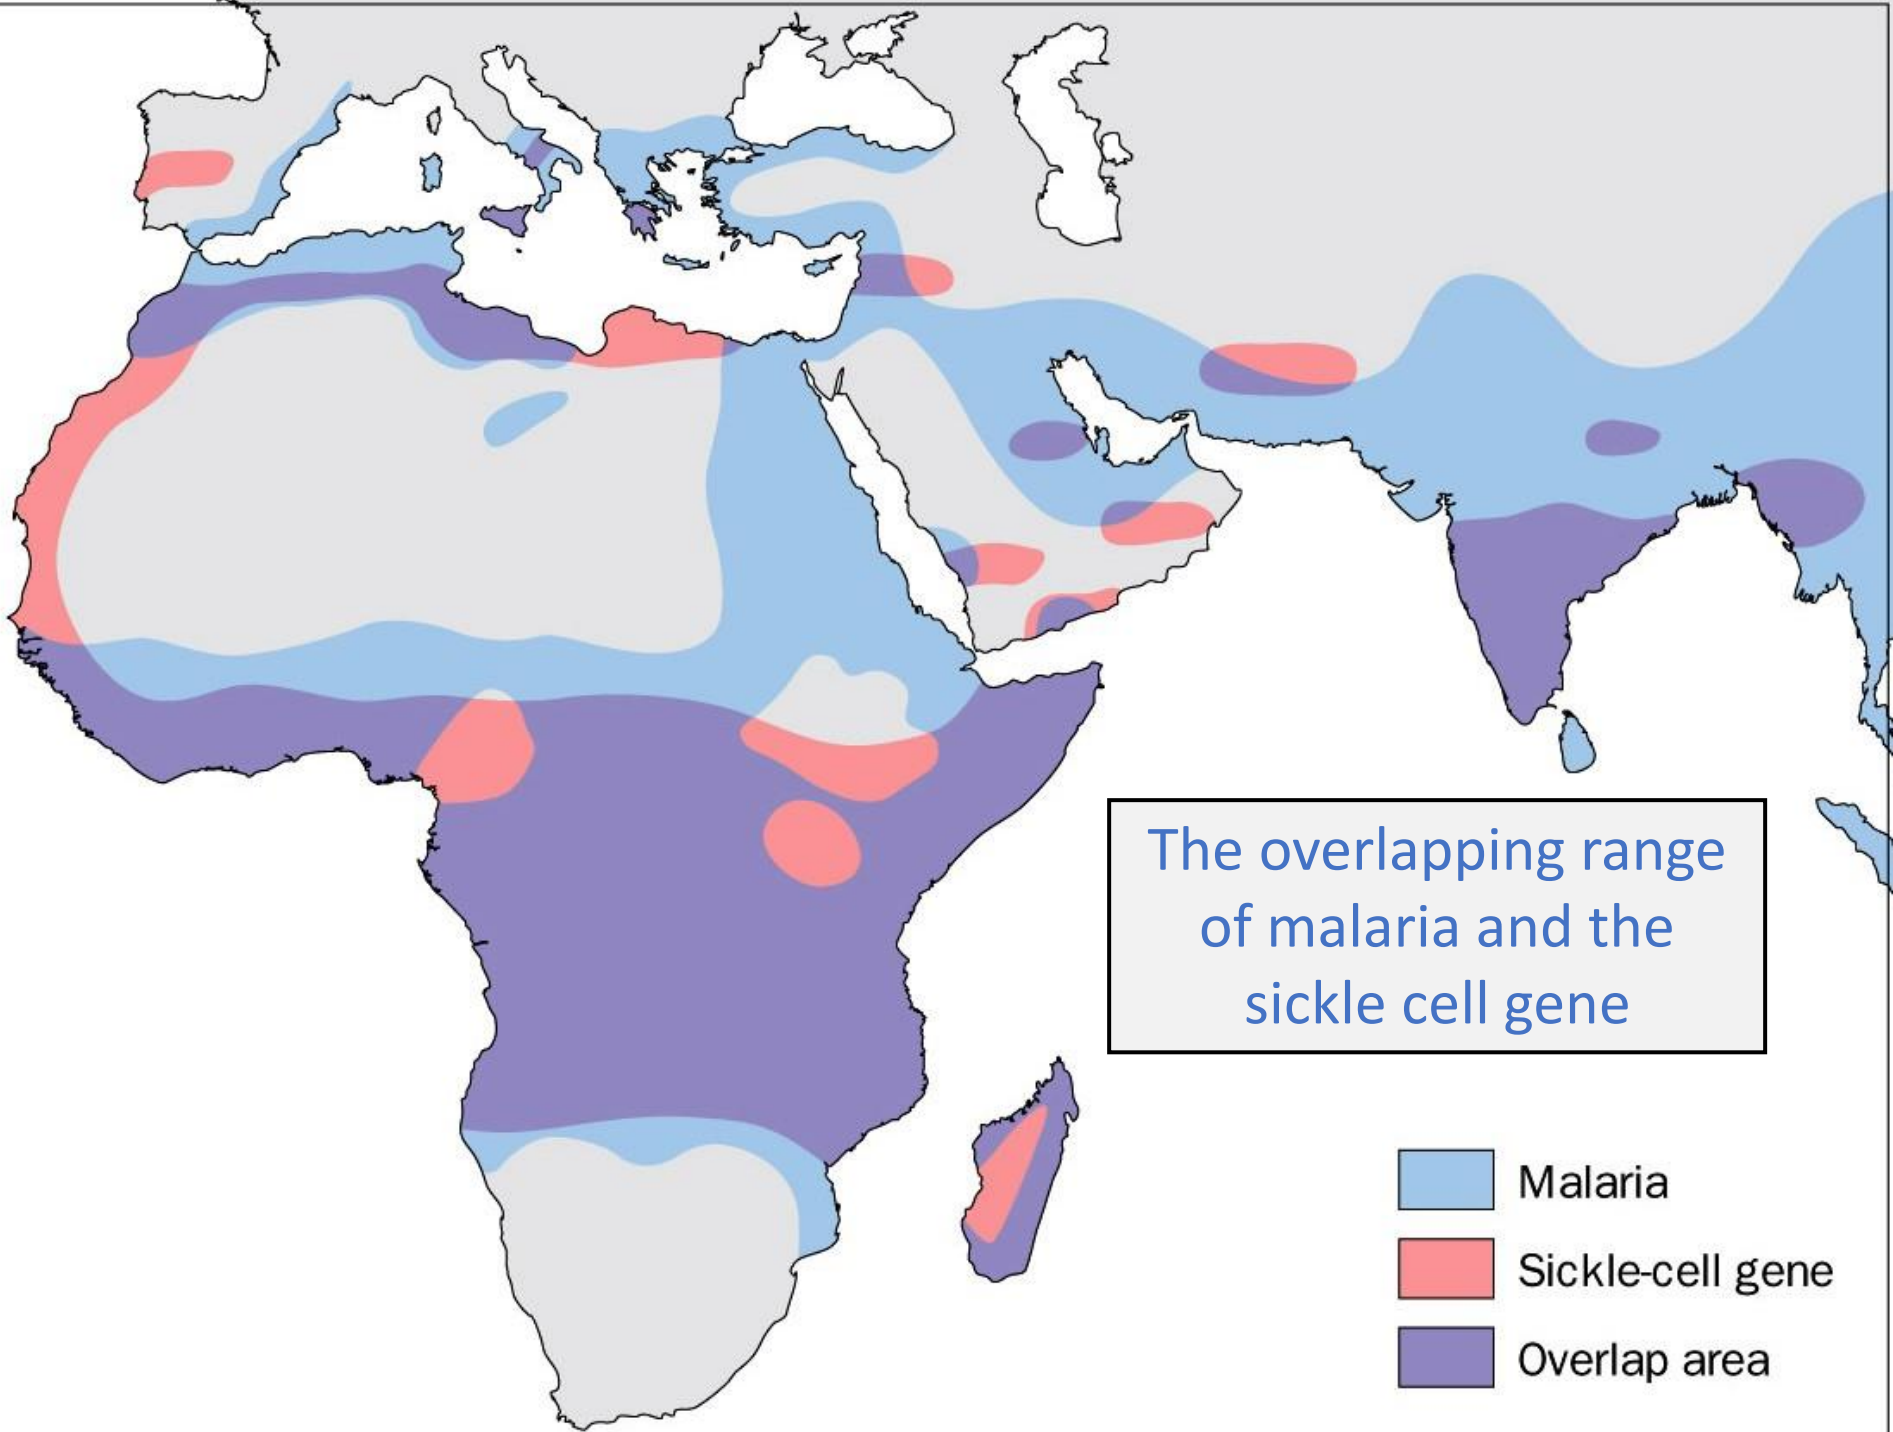 The overlapping range
of malaria and the
sickle cell gene
Malaria
Sickle-cell gene
Overlap area